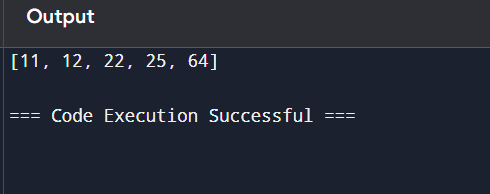 Output
[11, 12, 22, 25, 64]
=== Code Execution Successful ===